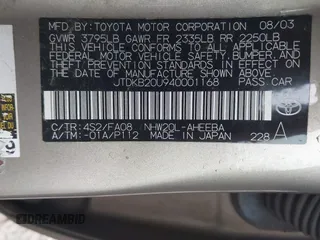 MFD. BY: TOYOTA MOTOR CORPORATION 08/03
GVWR 3795LB GAWR FR 2335LB RR 2250LB
THIS VEHICLE CONFORMS TO ALL APPLICABLE
FEDERAL MOTOR VEHICLE SAFETY, BUMPER,
AND THEFT PREVENTION STANDARDS IN EFFECT
ON THE DATE OF MANUFACTURE SHOWN ABOVE.
JTDKB20U940001168 PASS. CAR
C/TR: 4S2/FA08 NHW20L-AHEEBA
A/TM: -01A/P112 MADE IN JAPAN 228 A
TOYOTA
DREAMBID